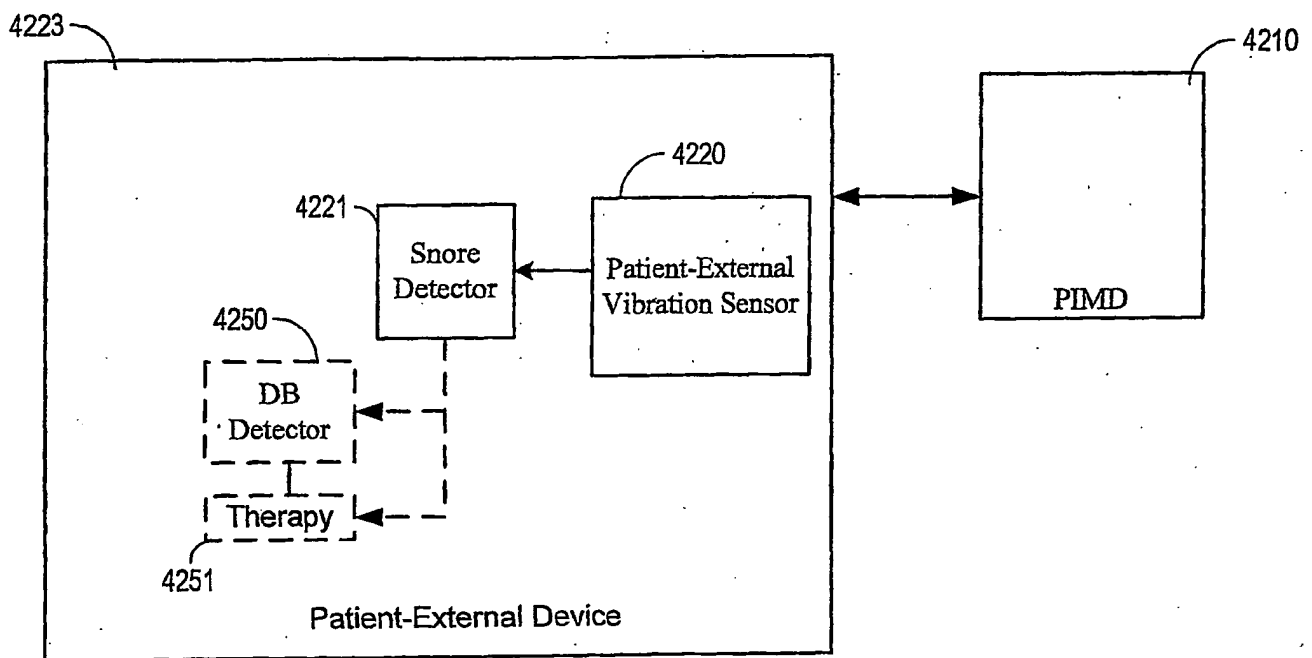 4223
4210
4220
4221
Snore
Detector
Patient-External
Vibration Sensor
PIMD
4250
DB
Detector
Therapy
4251
Patient-External Device